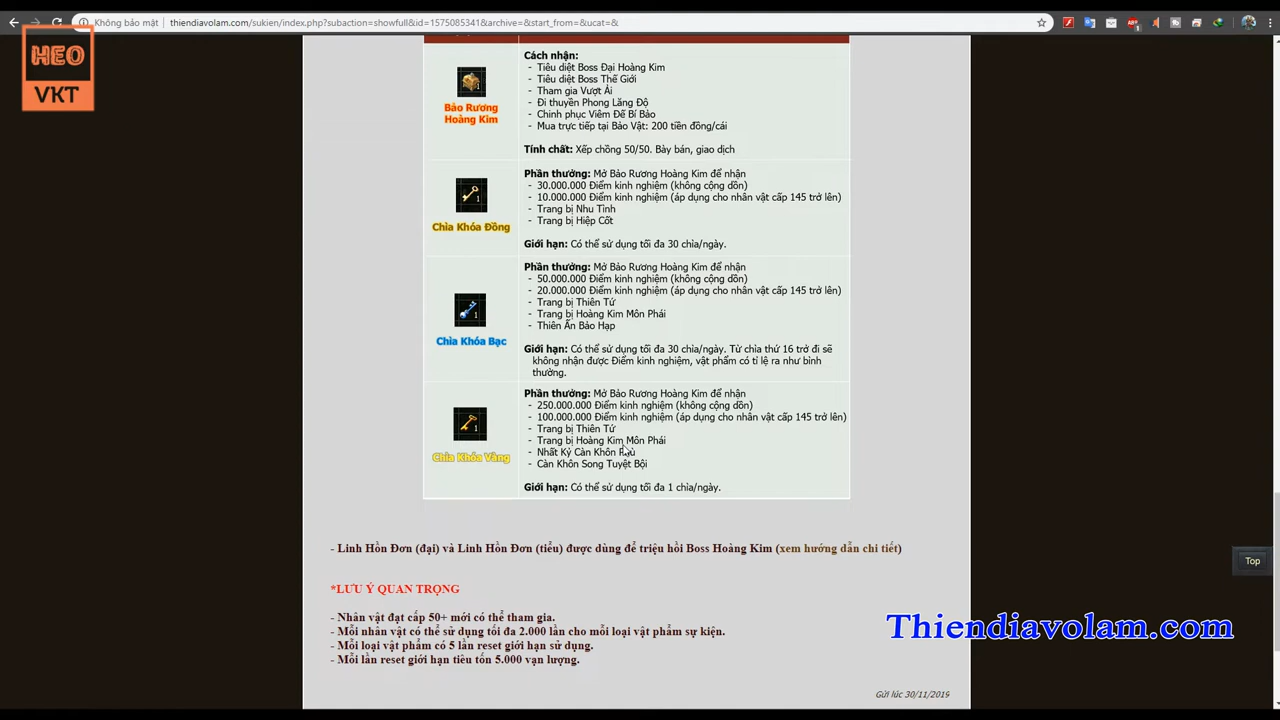 Không bảo mật
thiendiavolam.com/sukien/index.php?subaction=showfull&id=1575085341&archive=&start_from=&ucat=&
HEO
VKT
Bảo Rương
Hoàng Kim
Cách nhận:
- Tiêu diệt Boss Đại Hoàng Kim
- Tiêu diệt Boss Thế Giới
- Tham gia Vượt Ải
- Đi thuyền Phong Lăng Độ
- Chinh phục Viêm Đế Bí Bảo
- Mua trực tiếp tại Bảo Vật: 200 tiền đồng/cái
Tính chất: Xếp chồng 50/50. Bày bán, giao dịch
Chìa Khóa Đồng
Phần thưởng: Mở Bảo Rương Hoàng Kim để nhận
- 30.000.000 Điểm kinh nghiệm (không cộng dồn)
- 10.000.000 Điểm kinh nghiệm (áp dụng cho nhân vật cấp 145 trở lên)
- Trang bị Nhu Tình
- Trang bị Hiệp Cốt
Giới hạn: Có thể sử dụng tối đa 30 chìa/ngày.
Chìa Khóa Bạc
Phần thưởng: Mở Bảo Rương Hoàng Kim để nhận
- 50.000.000 Điểm kinh nghiệm (không cộng dồn)
- 20.000.000 Điểm kinh nghiệm (áp dụng cho nhân vật cấp 145 trở lên)
- Trang bị Thiên Tứ
- Trang bị Hoàng Kim Môn Phái
- Thiên Ấn Bảo Hạp
Giới hạn: Có thể sử dụng tối đa 30 chìa/ngày. Từ chìa thứ 16 trở đi sẽ
không nhận được Điểm kinh nghiệm, vật phẩm có tỉ lệ ra như bình
thường.
Chìa Khóa Vàng
Phần thưởng: Mở Bảo Rương Hoàng Kim để nhận
- 250.000.000 Điểm kinh nghiệm (không cộng dồn)
- 100.000.000 Điểm kinh nghiệm (áp dụng cho nhân vật cấp 145 trở lên)
- Trang bị Thiên Tứ
- Trang bị Hoàng Kim Môn Phái
- Nhất Kỷ Càn Khôn Phù
- Càn Khôn Song Tuyệt Bội
Giới hạn: Có thể sử dụng tối đa 1 chìa/ngày.
- Linh Hồn Đơn (đại) và Linh Hồn Đơn (tiểu) được dùng để triệu hồi Boss Hoàng Kim (xem hướng dẫn chi tiết)
Top
*LƯU Ý QUAN TRỌNG
- Nhân vật đạt cấp 50+ mới có thể tham gia.
- Mỗi nhân vật có thể sử dụng tối đa 2.000 lần cho mỗi loại vật phẩm sự kiện.
- Mỗi loại vật phẩm có 5 lần reset giới hạn sử dụng.
- Mỗi lần reset giới hạn tiêu tốn 5.000 vạn lượng.
Thiendiavolam.com
Gửi lúc 30/11/2019